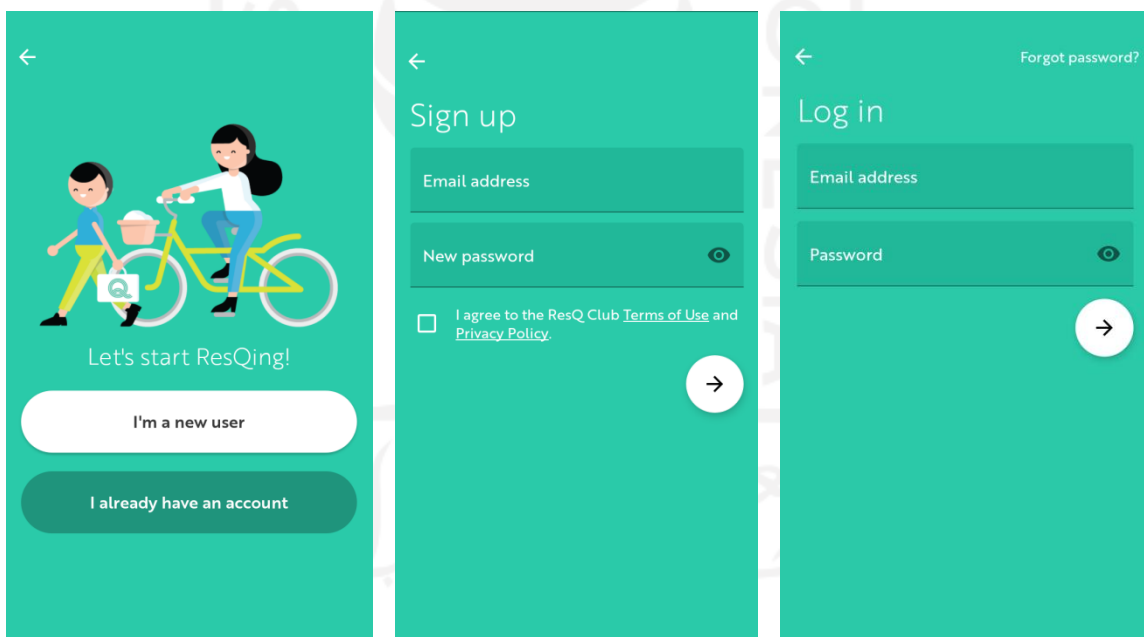 Let's start ResQing!
I'm a new user
I already have an account
Sign up
Email address
New password
I agree to the ResQ Club Terms of Use and
Privacy Policy.
Forgot password?
Log in
Email address
Password